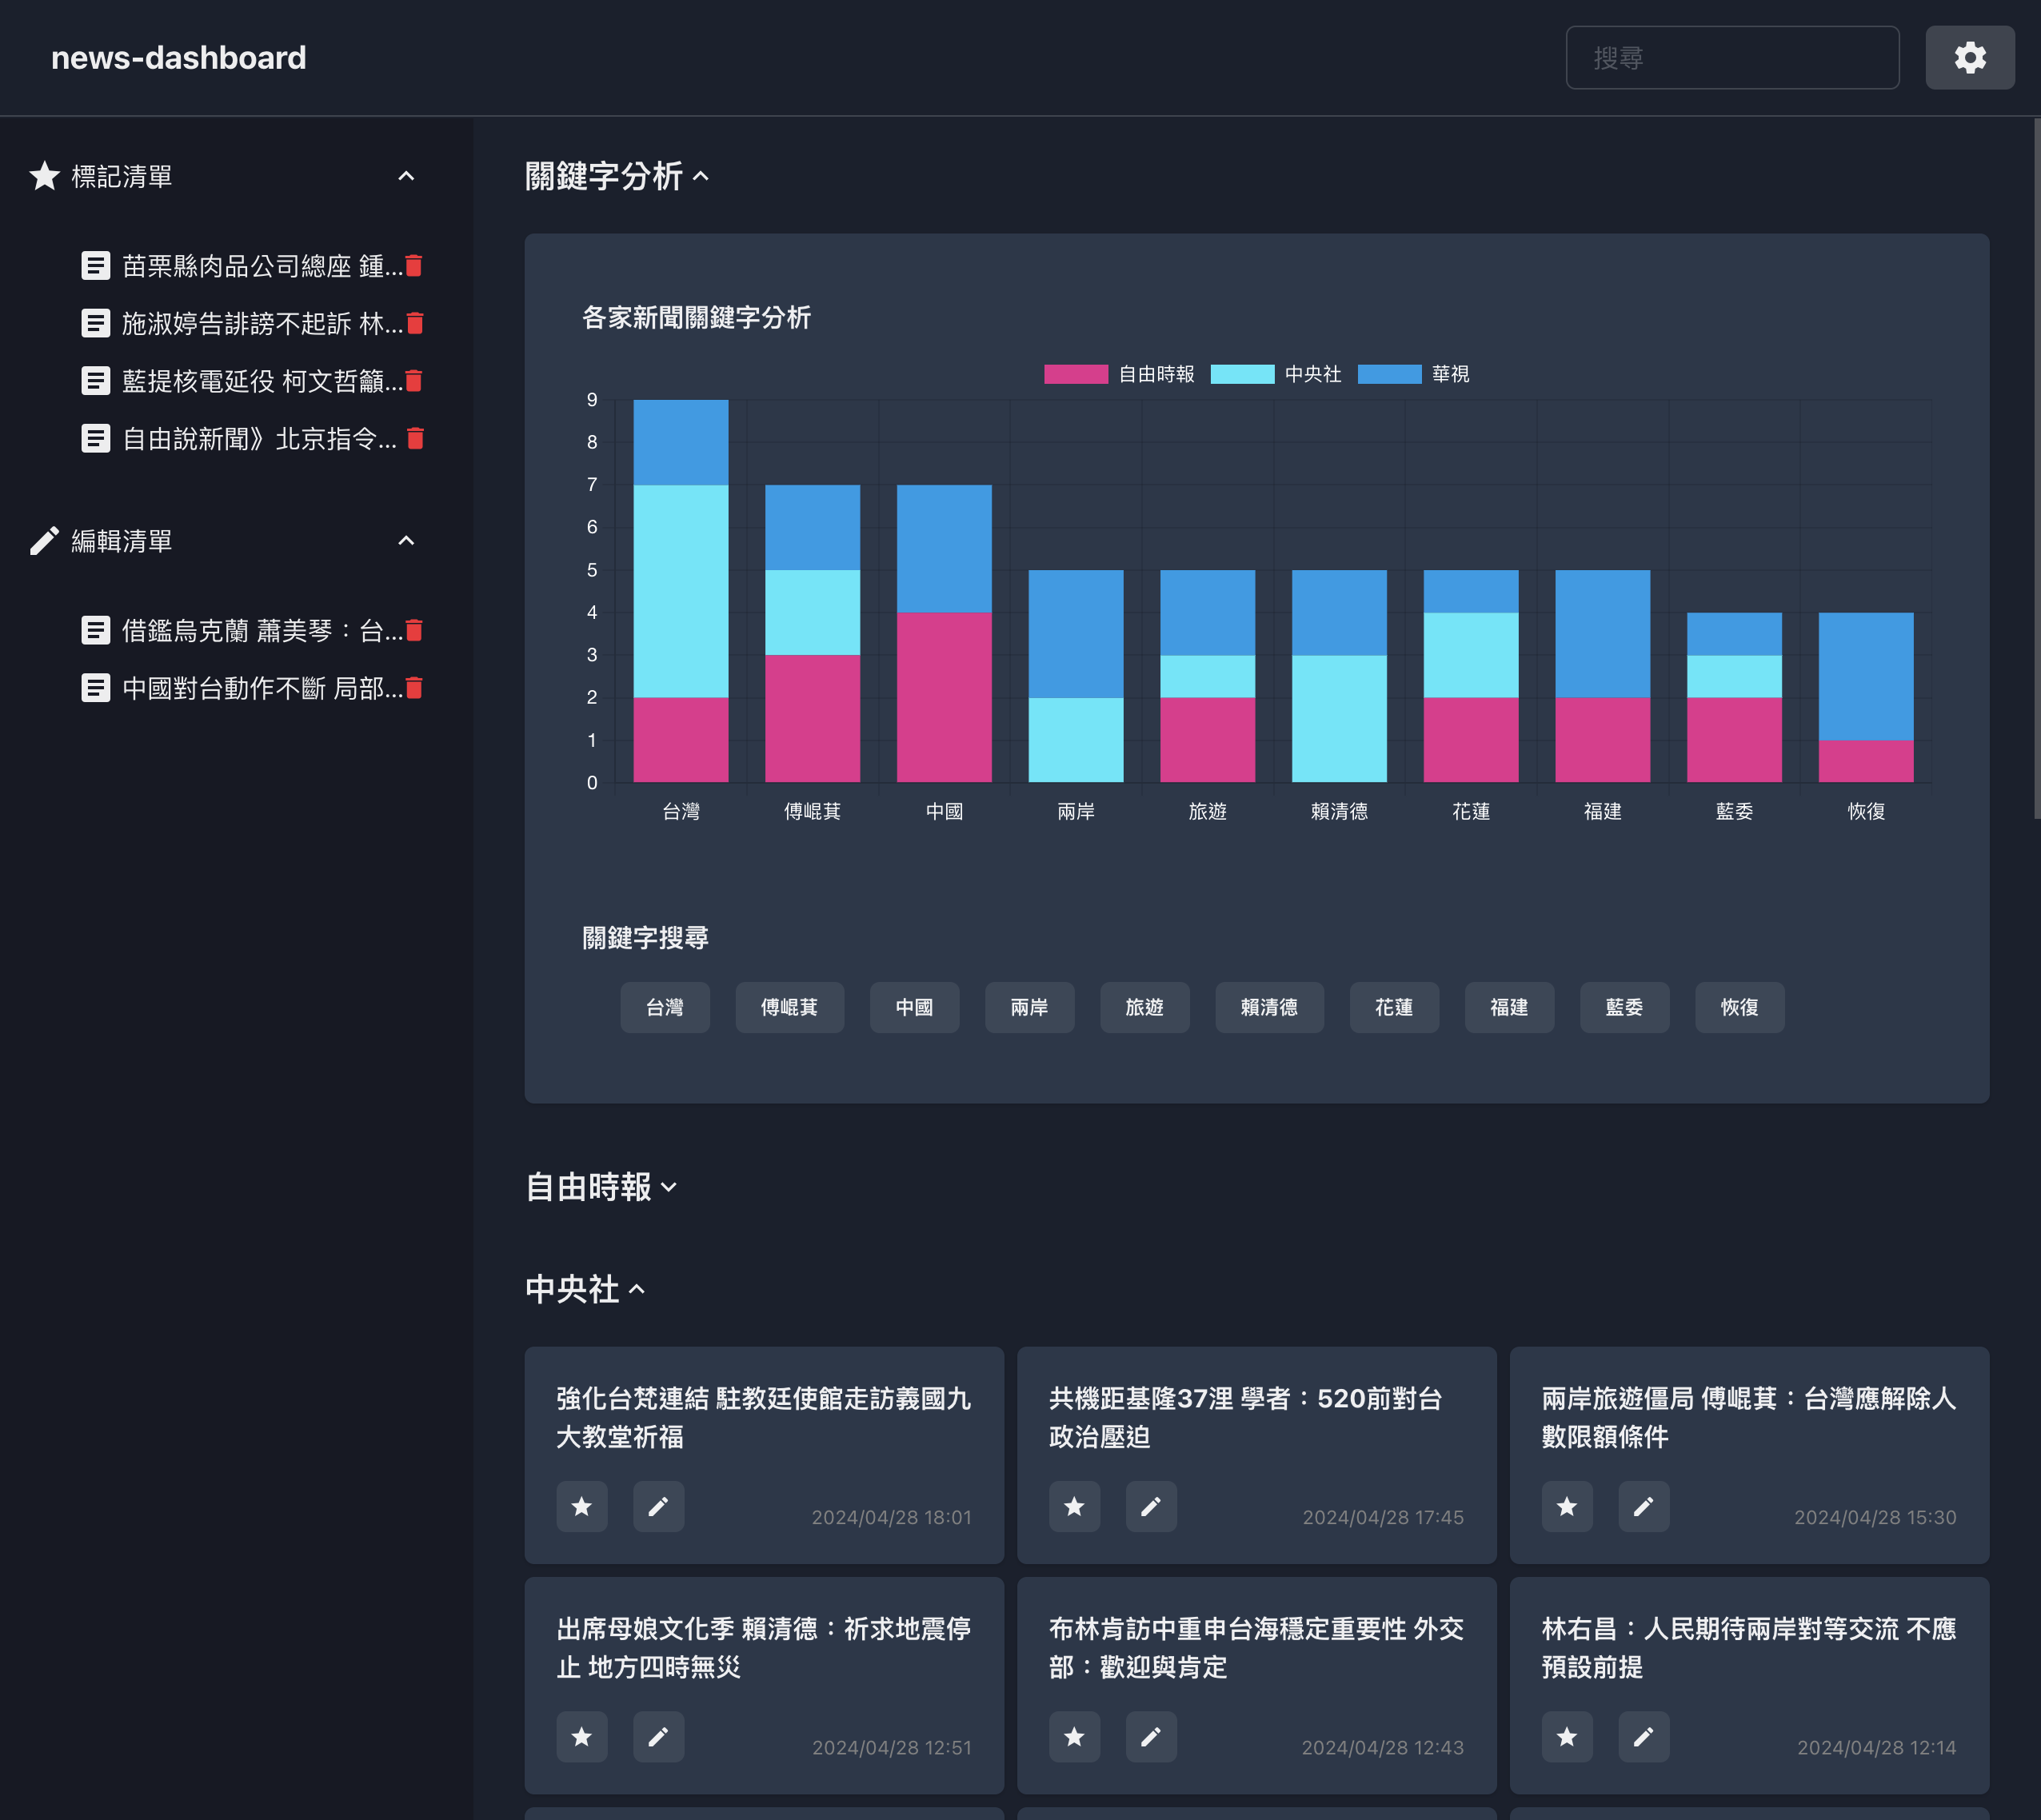 news-dashboard
搜尋
標記清單
苗栗縣肉品公司總座 鍾...
施淑婷告誹謗不起訴 林...
藍提核電延役 柯文哲籲...
自由說新聞》北京指令...
編輯清單
借鑑烏克蘭 蕭美琴：台...
中國對台動作不斷 局部...
關鍵字分析
各家新聞關鍵字分析
自由時報 中央社 華視
9
8
7
6
5
4
3
2
1
0
台灣 傅崐萁 中國 兩岸 旅遊 賴清德 花蓮 福建 藍委 恢復
關鍵字搜尋
台灣 傅崐萁 中國 兩岸 旅遊 賴清德 花蓮 福建 藍委 恢復
自由時報
中央社
強化台梵連結 駐教廷使館走訪義國九
大教堂祈福
2024/04/28 18:01
共機距基隆37浬 學者：520前對台
政治壓迫
2024/04/28 17:45
兩岸旅遊僵局 傅崐萁：台灣應解除人
數限額條件
2024/04/28 15:30
出席母娘文化季 賴清德：祈求地震停
止 地方四時無災
2024/04/28 12:51
布林肯訪中重申台海穩定重要性 外交
部：歡迎與肯定
2024/04/28 12:43
林右昌：人民期待兩岸對等交流 不應
預設前提
2024/04/28 12:14